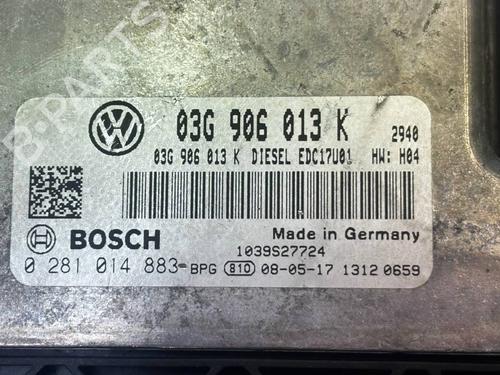 03G 906 013 K 2940
03G 906 013 K DIESEL EDC17U01 HW: H04
BOSCH Made in Germany
1039S27724
0 281 014 883- BPG 810 08-05-17 1312 0659
B-PARTS